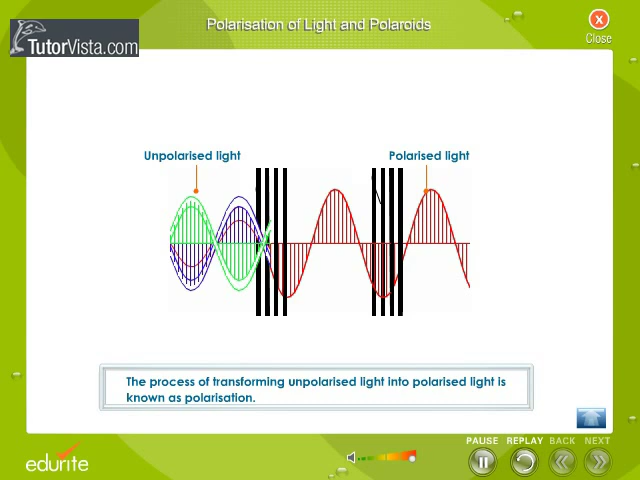 Polarisation of Light and Polaroids
X
Close
TutorVista.com
Unpolarised light
Polarised light
The process of transforming unpolarised light into polarised light is
known as polarisation.
PAUSE REPLAY BACK NEXT
edurite